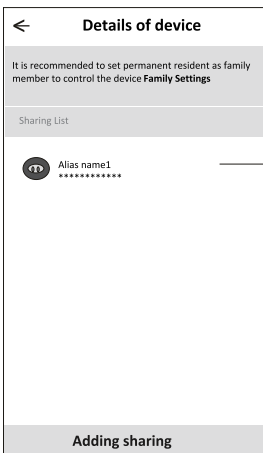 Details of device
It is recommended to set permanent resident as family
member to control the device Family Settings
Sharing List
Alias name1
************
Adding sharing